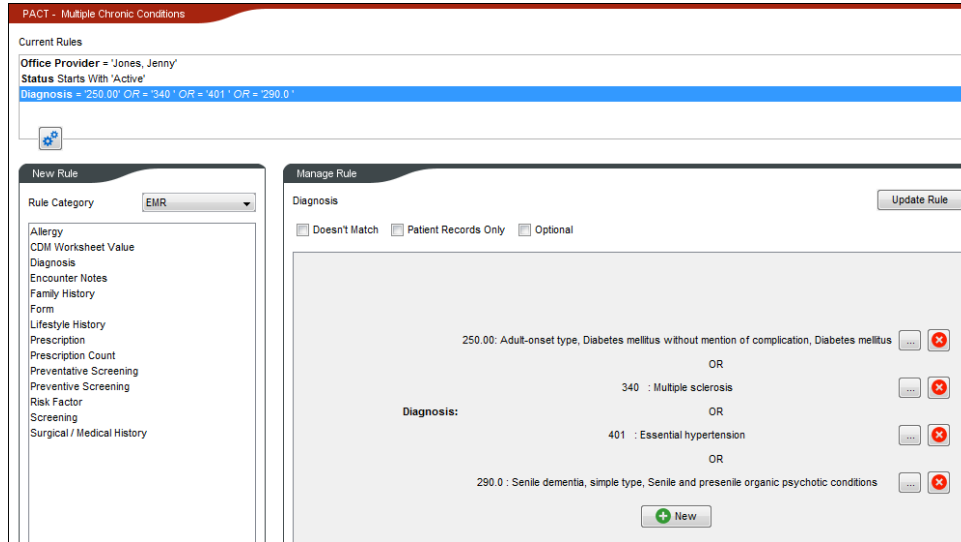 PACT - Multiple Chronic Conditions
Current Rules
Office Provider = 'Jones, Jenny'
Status Starts With 'Active'
Diagnosis = '250.00' OR = '340 ' OR = '401 ' OR = '290.0 '
New Rule
Rule Category EMR
Allergy
CDM Worksheet Value
Diagnosis
Encounter Notes
Family History
Form
Lifestyle History
Prescription
Prescription Count
Preventative Screening
Preventive Screening
Risk Factor
Screening
Surgical / Medical History
Manage Rule
Diagnosis Update Rule
Doesn't Match Patient Records Only Optional
250.00: Adult-onset type, Diabetes mellitus without mention of complication, Diabetes mellitus ...
OR
340 : Multiple sclerosis ...
Diagnosis: OR
401 : Essential hypertension ...
OR
290.0 : Senile dementia, simple type, Senile and presenile organic psychotic conditions ...
New